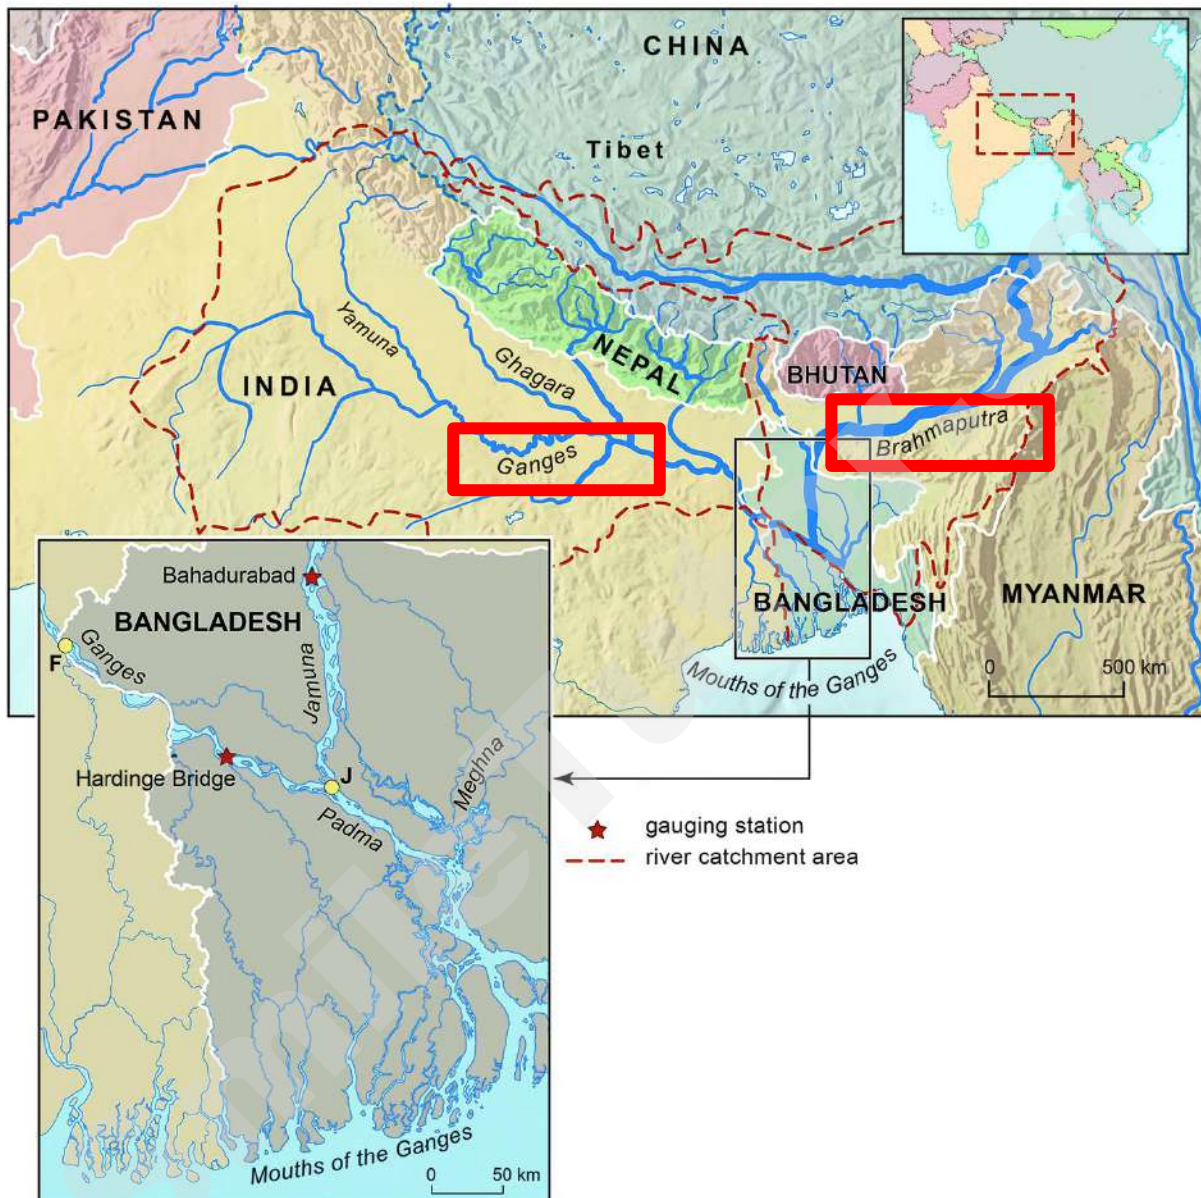 CHINA
PAKISTAN
Tibet
Yamuna
INDIA
Ghagara
NEPAL
BHUTAN
Ganges
Brahmaputra
BANGLADESH
MYANMAR
Mouths of the Ganges
0 500 km
Bahadurabad
BANGLADESH
F
Ganges
Jamuna
Hardinge Bridge
J
Padma
Meghna
Mouths of the Ganges
0 50 km
gauging station
river catchment area